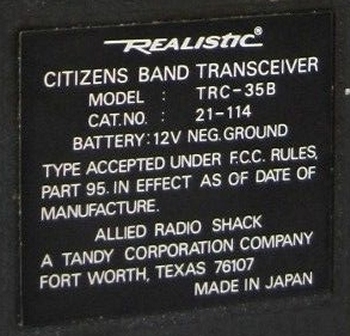 REALISTIC®
CITIZENS BAND TRANSCEIVER
MODEL : TRC-35B
CAT.NO. : 21-114
BATTERY:12V NEG.GROUND
TYPE ACCEPTED UNDER F.C.C. RULES,
PART 95. IN EFFECT AS OF DATE OF
MANUFACTURE.
ALLIED RADIO SHACK
A TANDY CORPORATION COMPANY
FORT WORTH, TEXAS 76107
MADE IN JAPAN